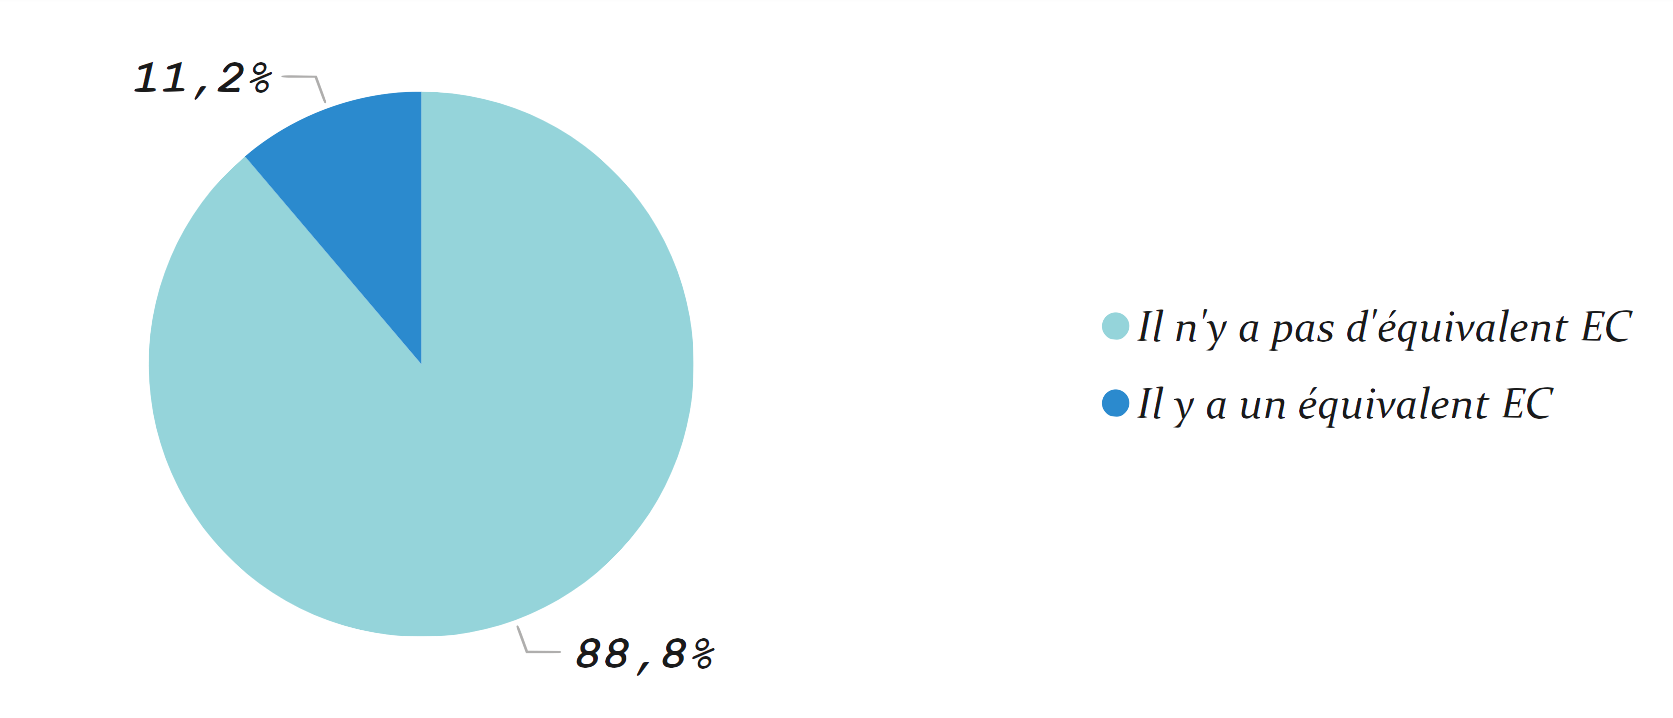 11,2%
Il n'y a pas d'équivalent EC
Il y a un équivalent EC
88,8%